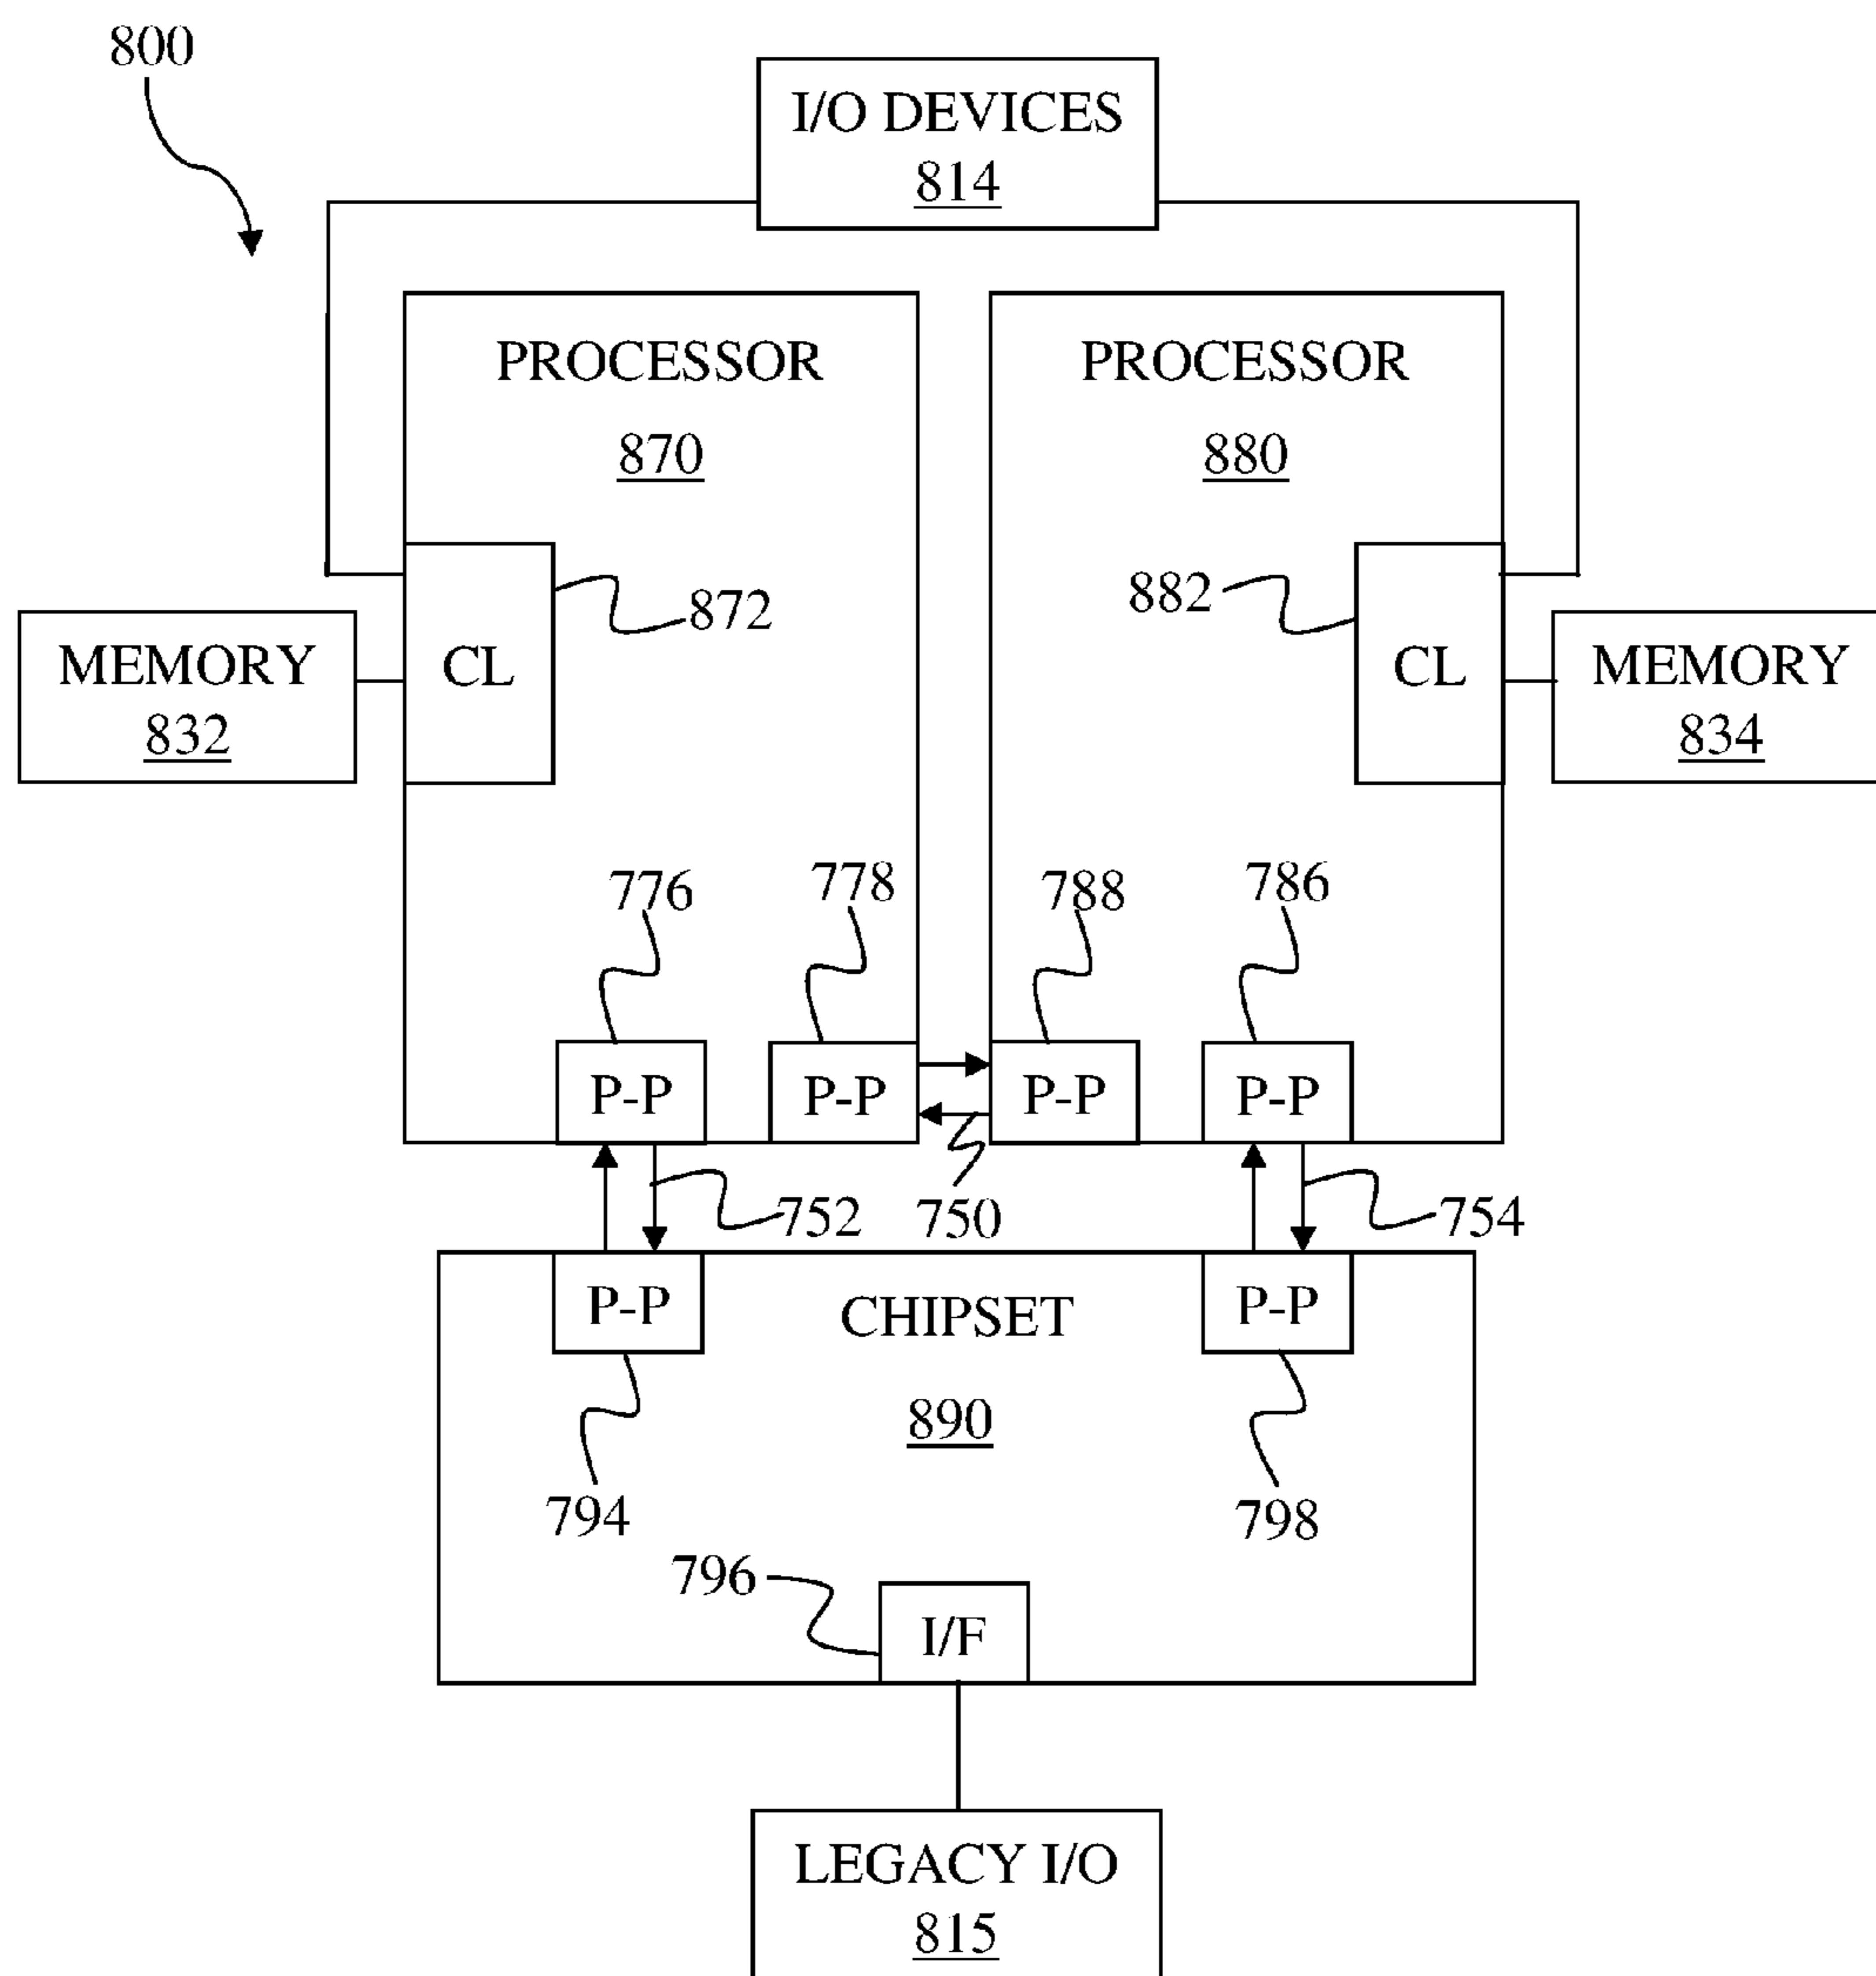 800
I/O DEVICES
814
PROCESSOR
870
PROCESSOR
880
872
882
CL
CL
MEMORY
832
MEMORY
834
776
778
788
786
P-P
P-P
P-P
P-P
752
750
754
P-P
CHIPSET
P-P
890
794
798
796
I/F
LEGACY I/O
815